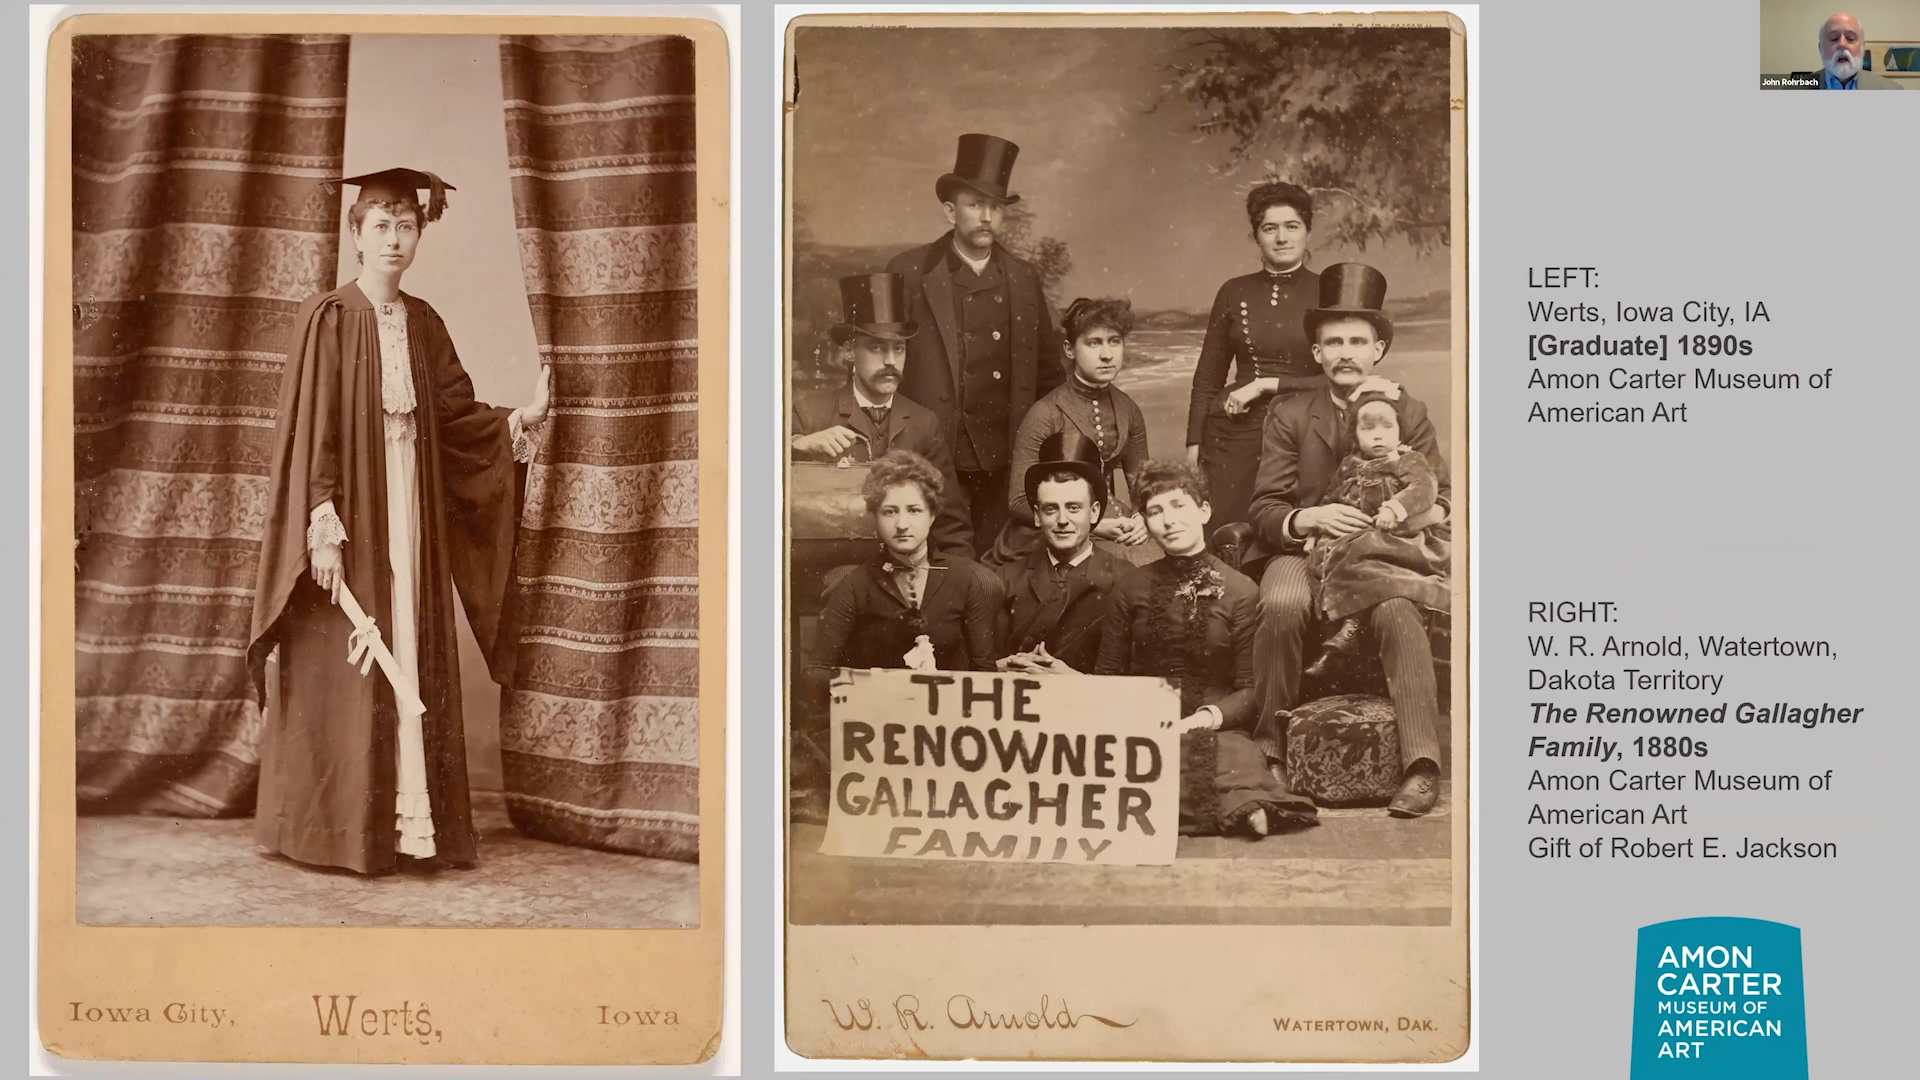 John Rohrbach
" THE
RENOWNED "
GALLAGHER
FAMILY
Iowa City, Werts, Iowa
W. R. Arnold
WATERTOWN, DAK.
LEFT:
Werts, Iowa City, IA
[Graduate] 1890s
Amon Carter Museum of
American Art
RIGHT:
W. R. Arnold, Watertown,
Dakota Territory
The Renowned Gallagher
Family, 1880s
Amon Carter Museum of
American Art
Gift of Robert E. Jackson
AMON
CARTER
MUSEUM OF
AMERICAN
ART